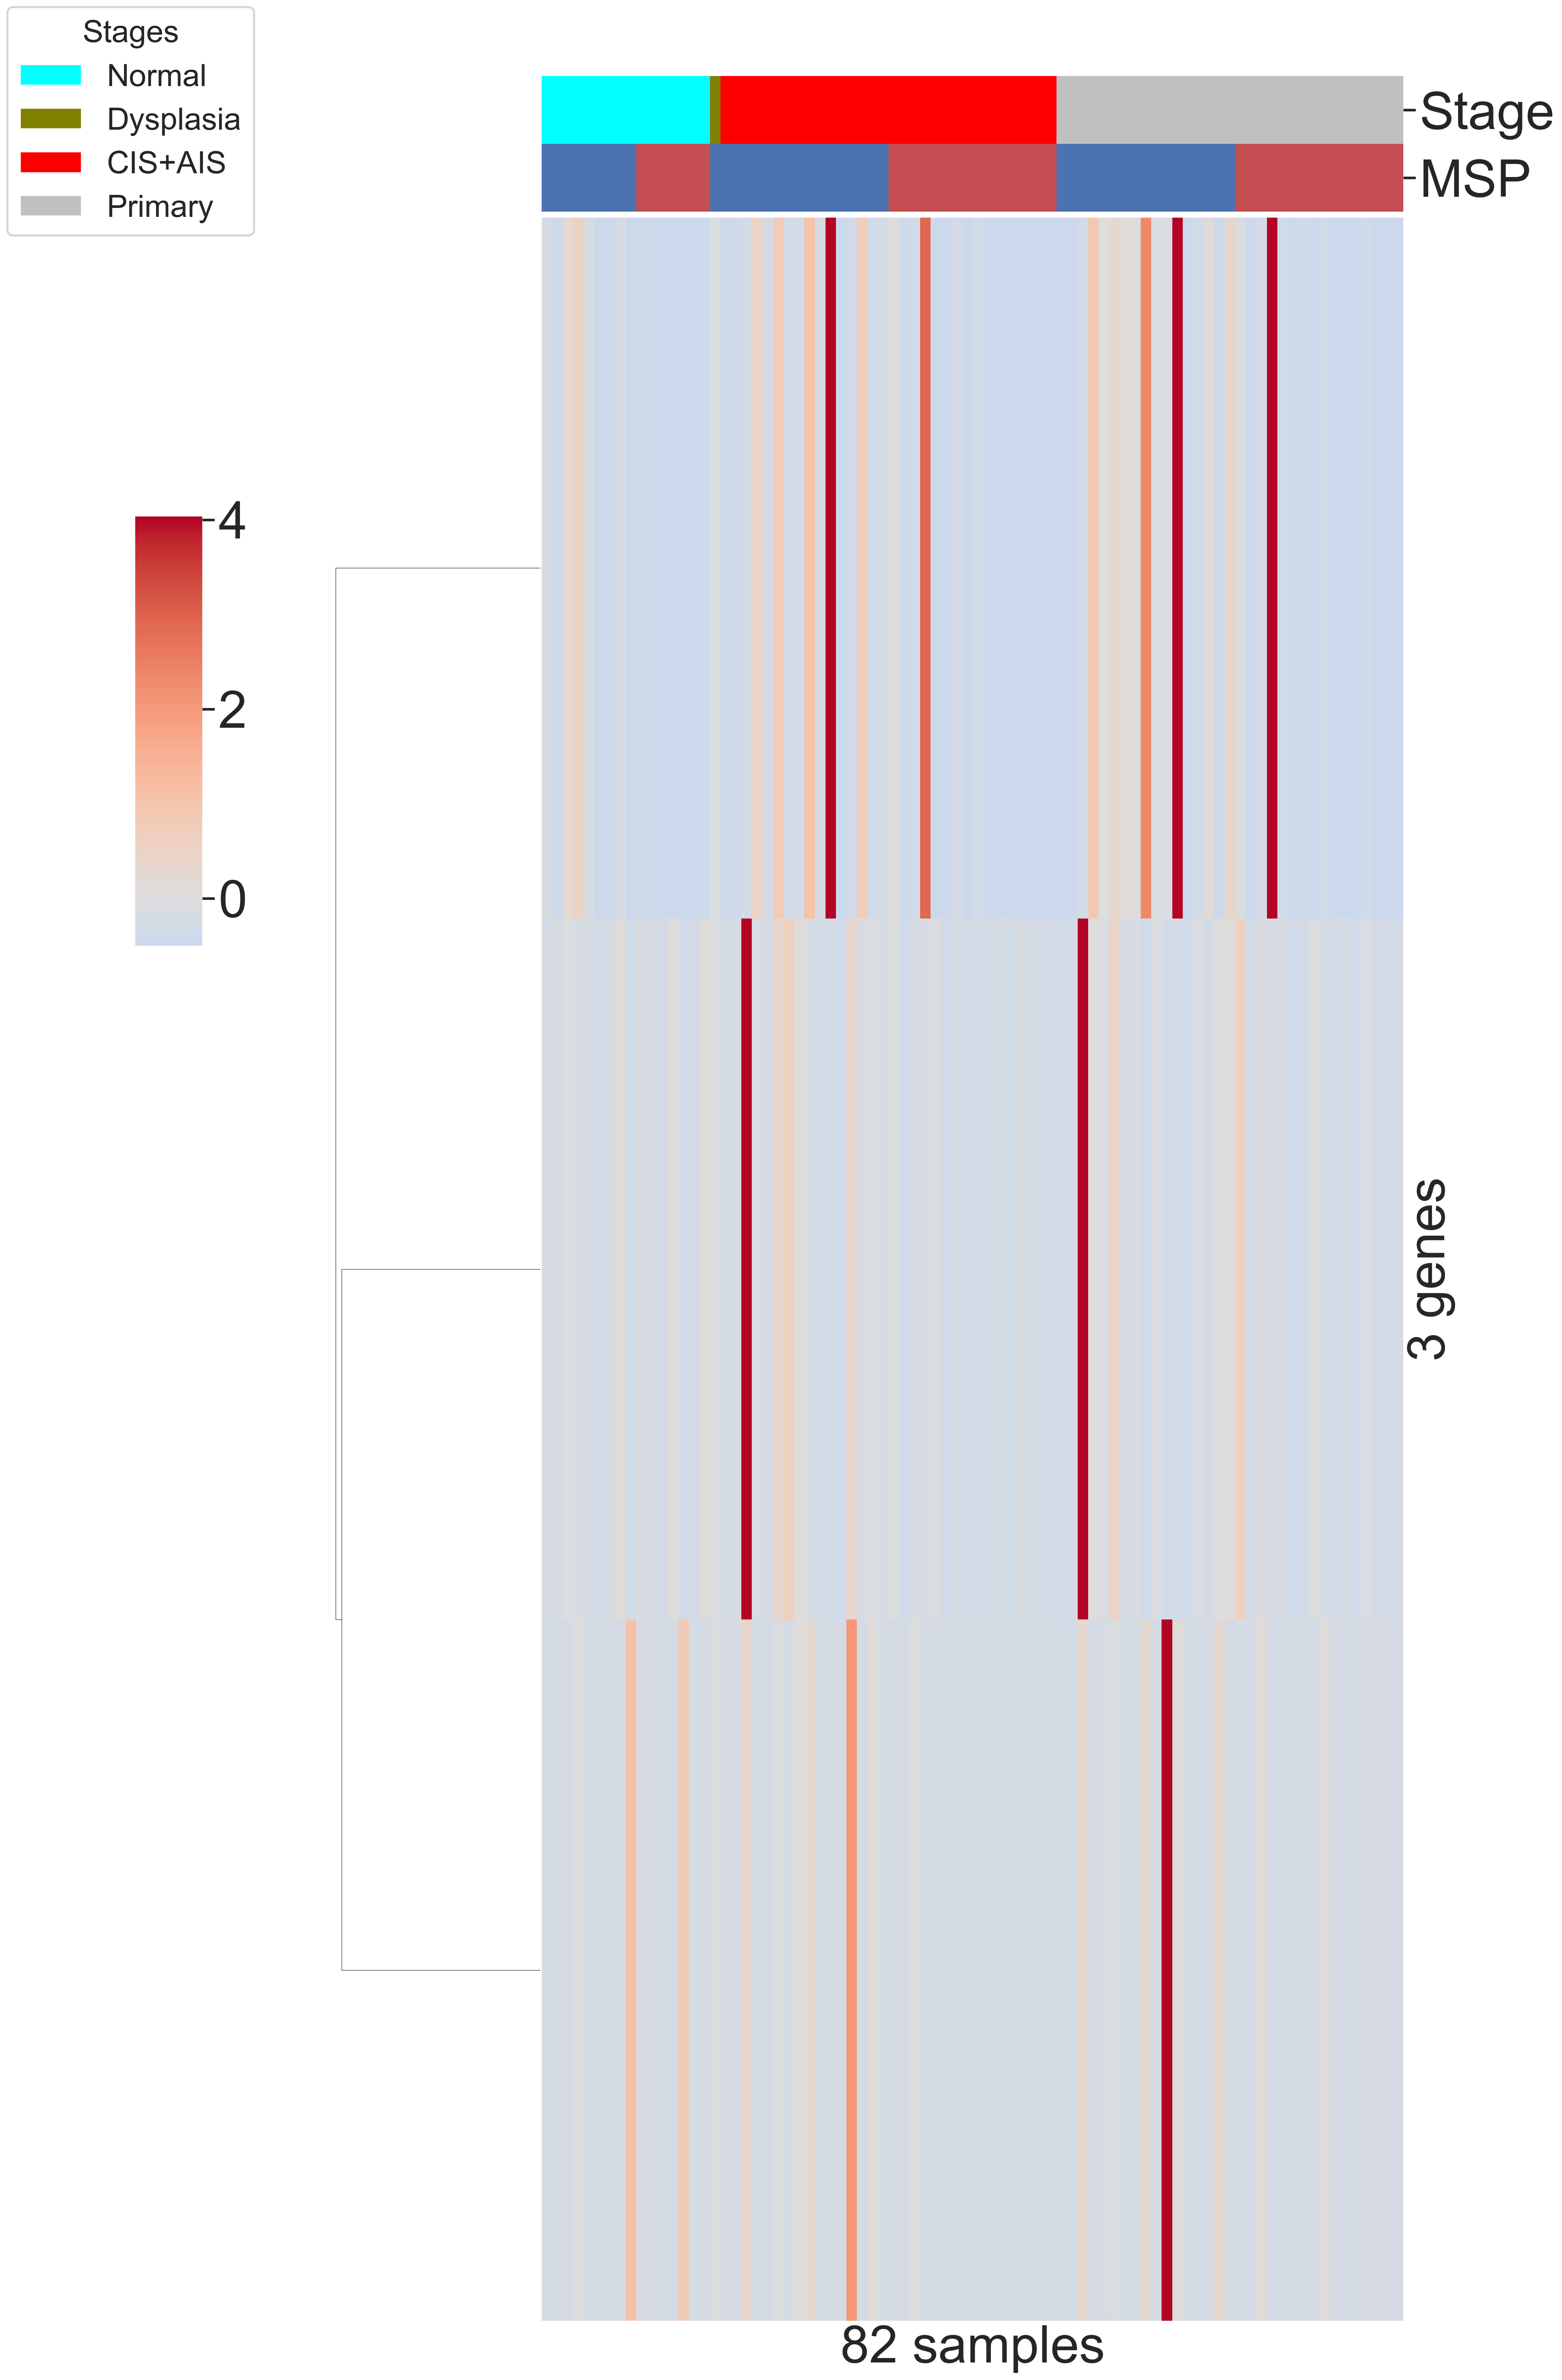 Stages
Normal
Dysplasia
CIS+AIS
Primary
Stage
MSP
4
2
0
3 genes
82 samples